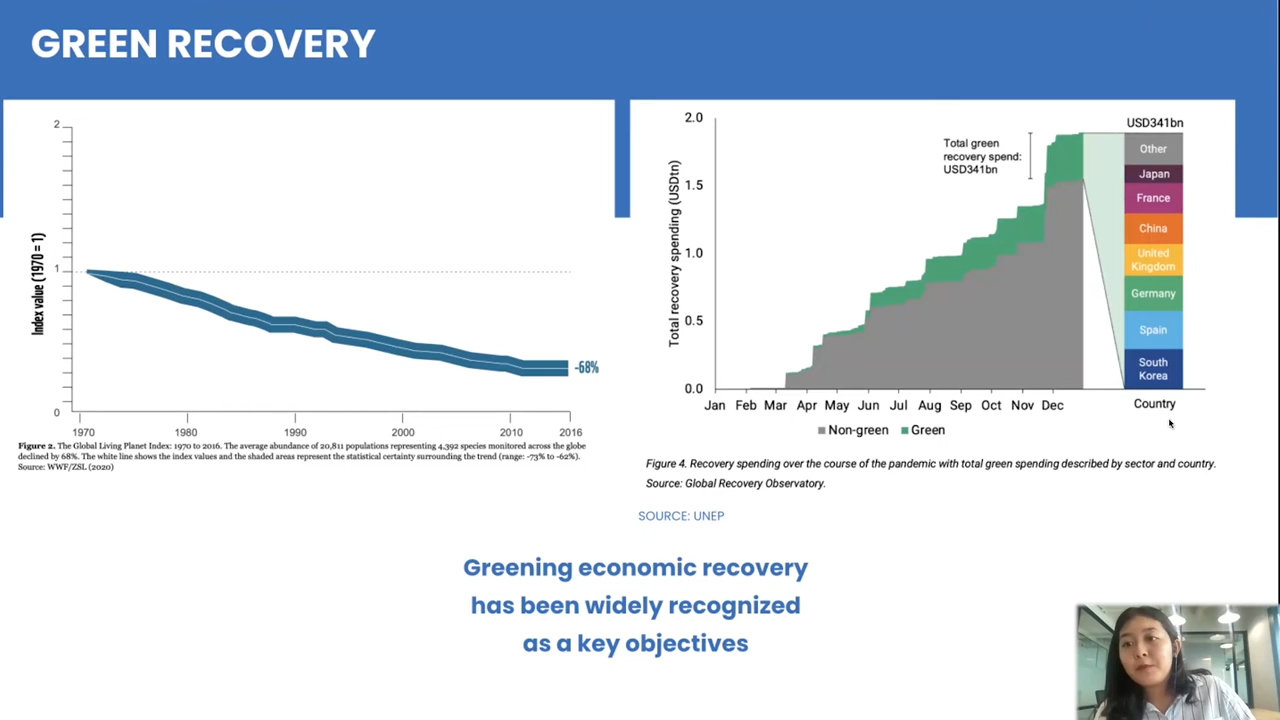 GREEN RECOVERY
2
1
0
Index value (1970 = 1)
-68%
1970 1980 1990 2000 2010 2016
Figure 2. The Global Living Planet Index: 1970 to 2016. The average abundance of 20,811 populations representing 4,392 species monitored across the globe
declined by 68%. The white line shows the index values and the shaded areas represent the statistical certainty surrounding the trend (range: -73% to -62%).
Source: WWF/ZSL (2020)
2.0
1.5
1.0
0.5
0.0
Total recovery spending (USDtn)
Total green
recovery spend:
USD341bn
USD341bn
Other
Japan
France
China
United
Kingdom
Germany
Spain
South
Korea
Jan Feb Mar Apr May Jun Jul Aug Sep Oct Nov Dec
Country
Non-green Green
Figure 4. Recovery spending over the course of the pandemic with total green spending described by sector and country.
Source: Global Recovery Observatory.
SOURCE: UNEP
Greening economic recovery
has been widely recognized
as a key objectives